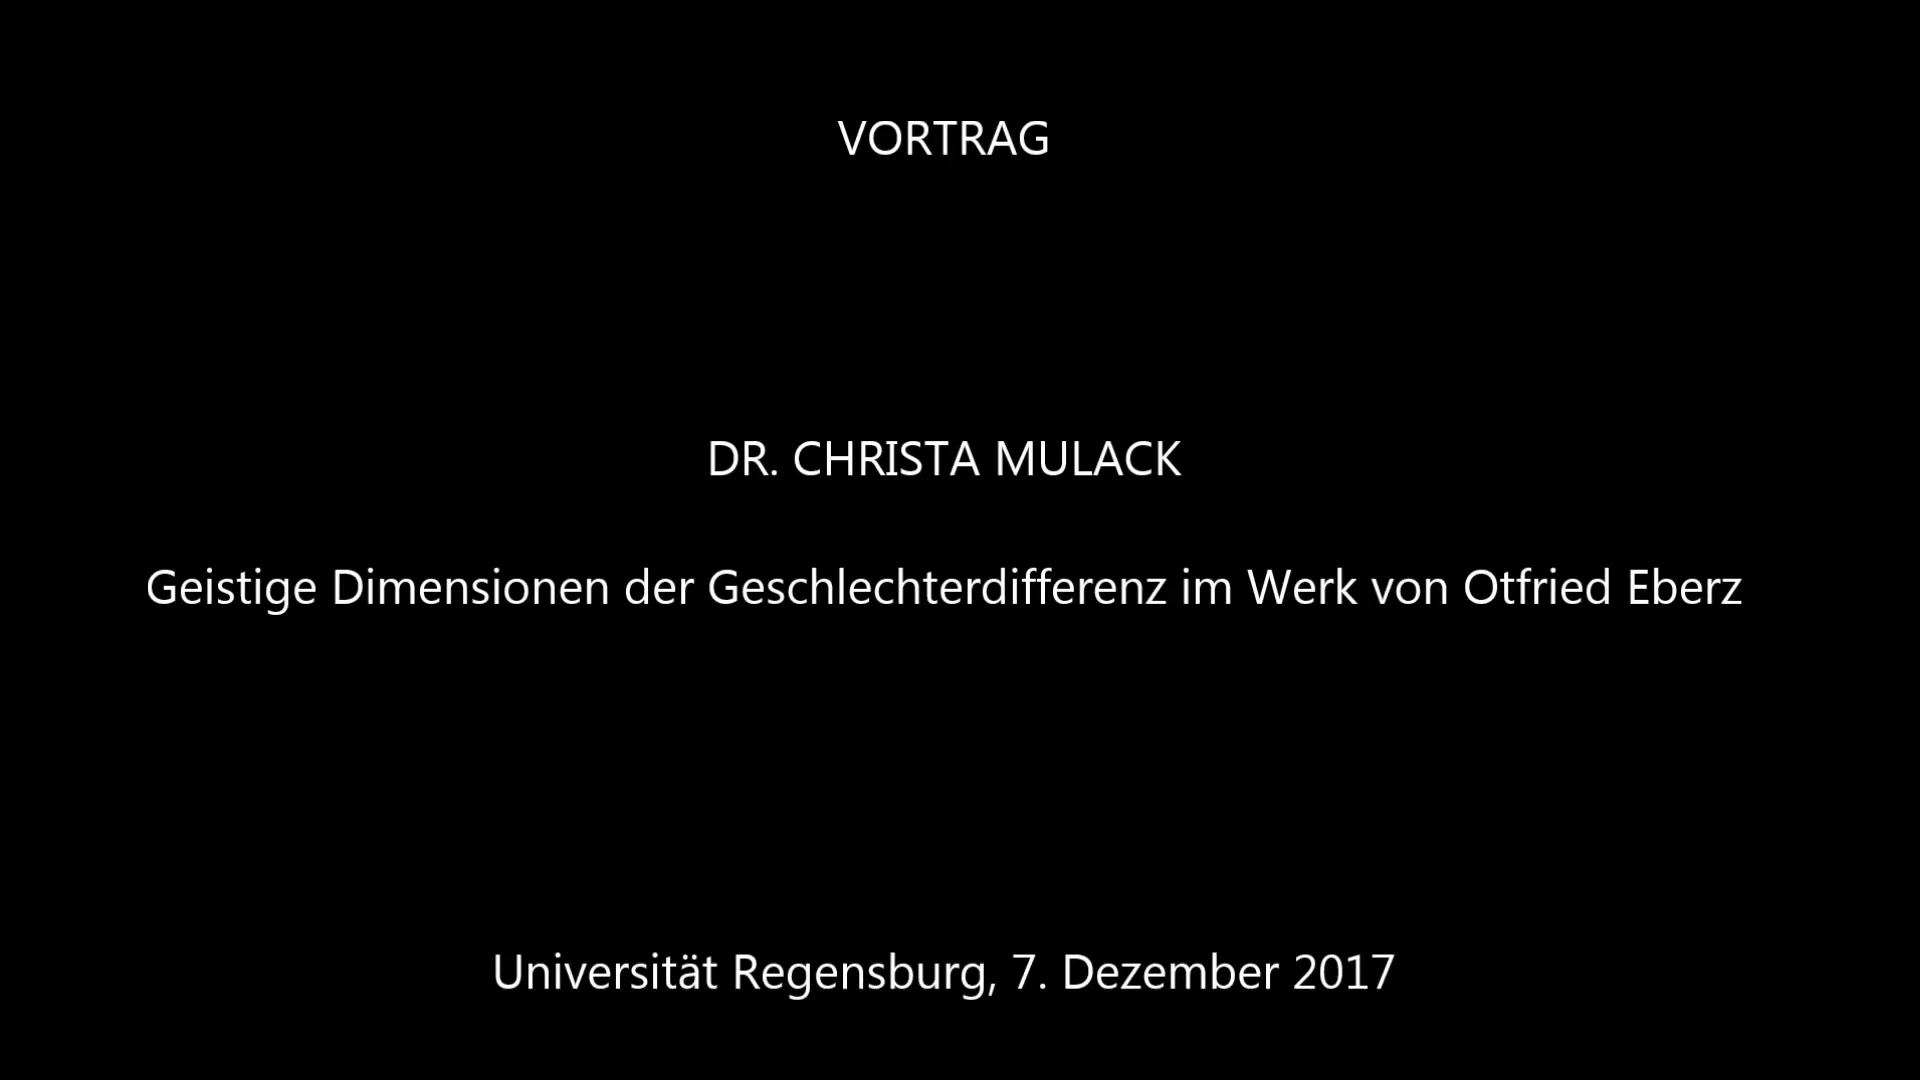 VORTRAG
DR. CHRISTA MULACK
Geistige Dimensionen der Geschlechterdifferenz im Werk von Otfried Eberz
Universität Regensburg, 7. Dezember 2017